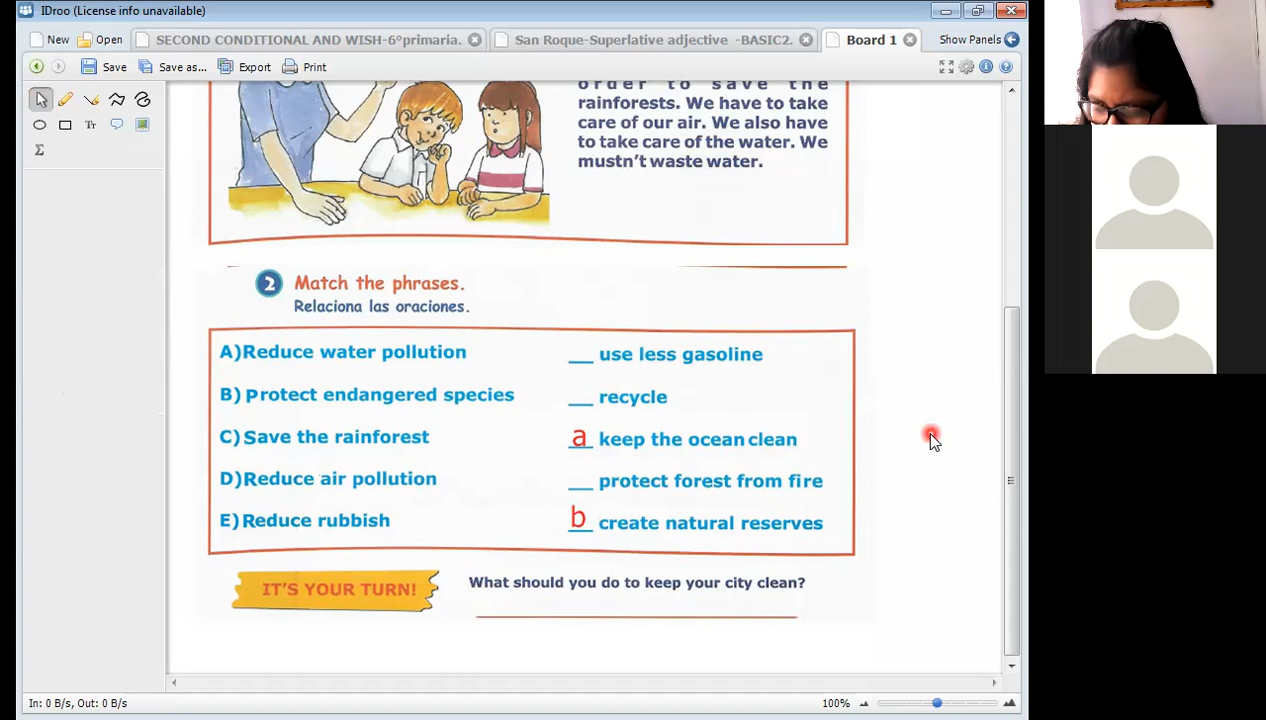 IDroo (License info unavailable)
New Open SECOND CONDITIONAL AND WISH-6°primaria. San Roque-Superlative adjective -BASIC2. Board 1 Show Panels
Save Save as... Export Print
order to save the
rainforests. We have to take
care of our air. We also have
to take care of the water. We
mustn't waste water.
2 Match the phrases.
Relaciona las oraciones.
A)Reduce water pollution __ use less gasoline
B) Protect endangered species __ recycle
C) Save the rainforest a keep the ocean clean
D)Reduce air pollution __ protect forest from fire
E) Reduce rubbish b create natural reserves
IT'S YOUR TURN! What should you do to keep your city clean?
In: 0 B/s, Out: 0 B/s 100%